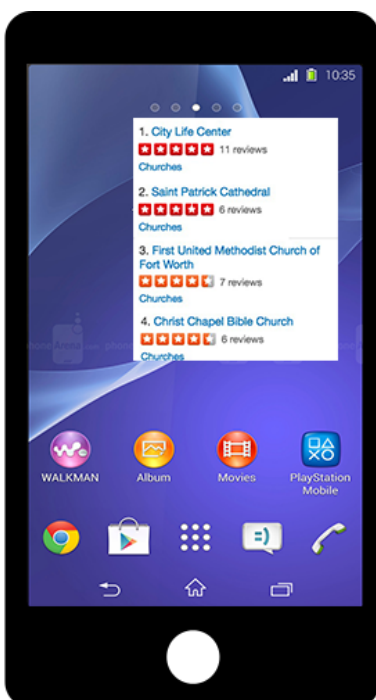 10:35
1. City Life Center
11 reviews
Churches
2. Saint Patrick Cathedral
6 reviews
Churches
3. First United Methodist Church of
Fort Worth
7 reviews
Churches
4. Christ Chapel Bible Church
6 reviews
Churches
phoneArena
WALKMAN
Album
Movies
PlayStation
Mobile
=)